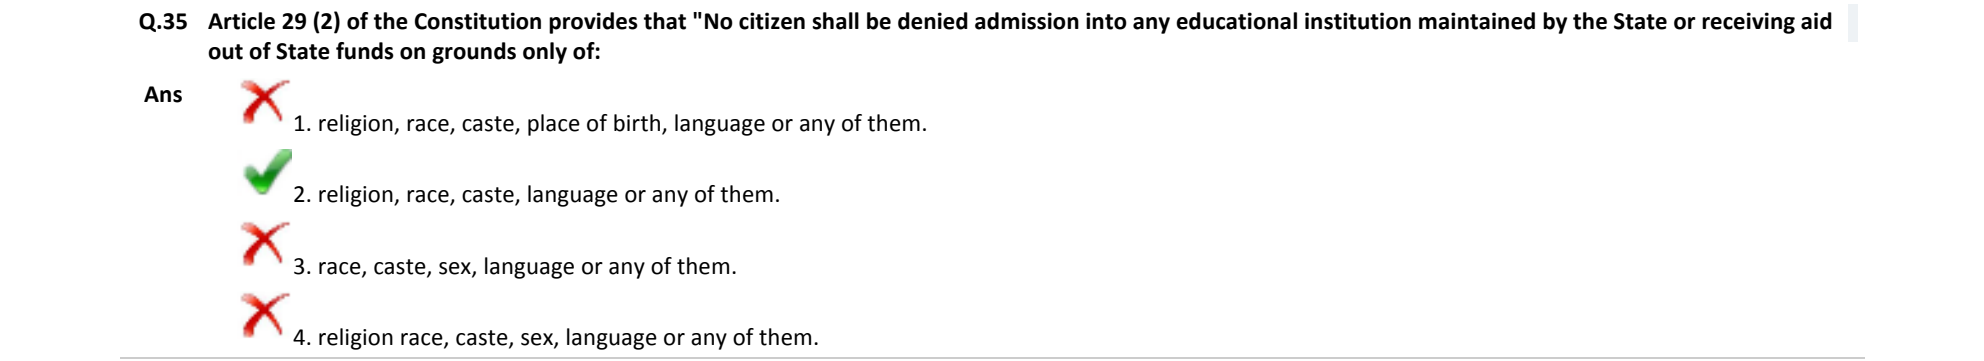 Q.35 Article 29 (2) of the Constitution provides that "No citizen shall be denied admission into any educational institution maintained by the State or receiving aid
out of State funds on grounds only of:
Ans
1. religion, race, caste, place of birth, language or any of them.
2. religion, race, caste, language or any of them.
3. race, caste, sex, language or any of them.
4. religion race, caste, sex, language or any of them.